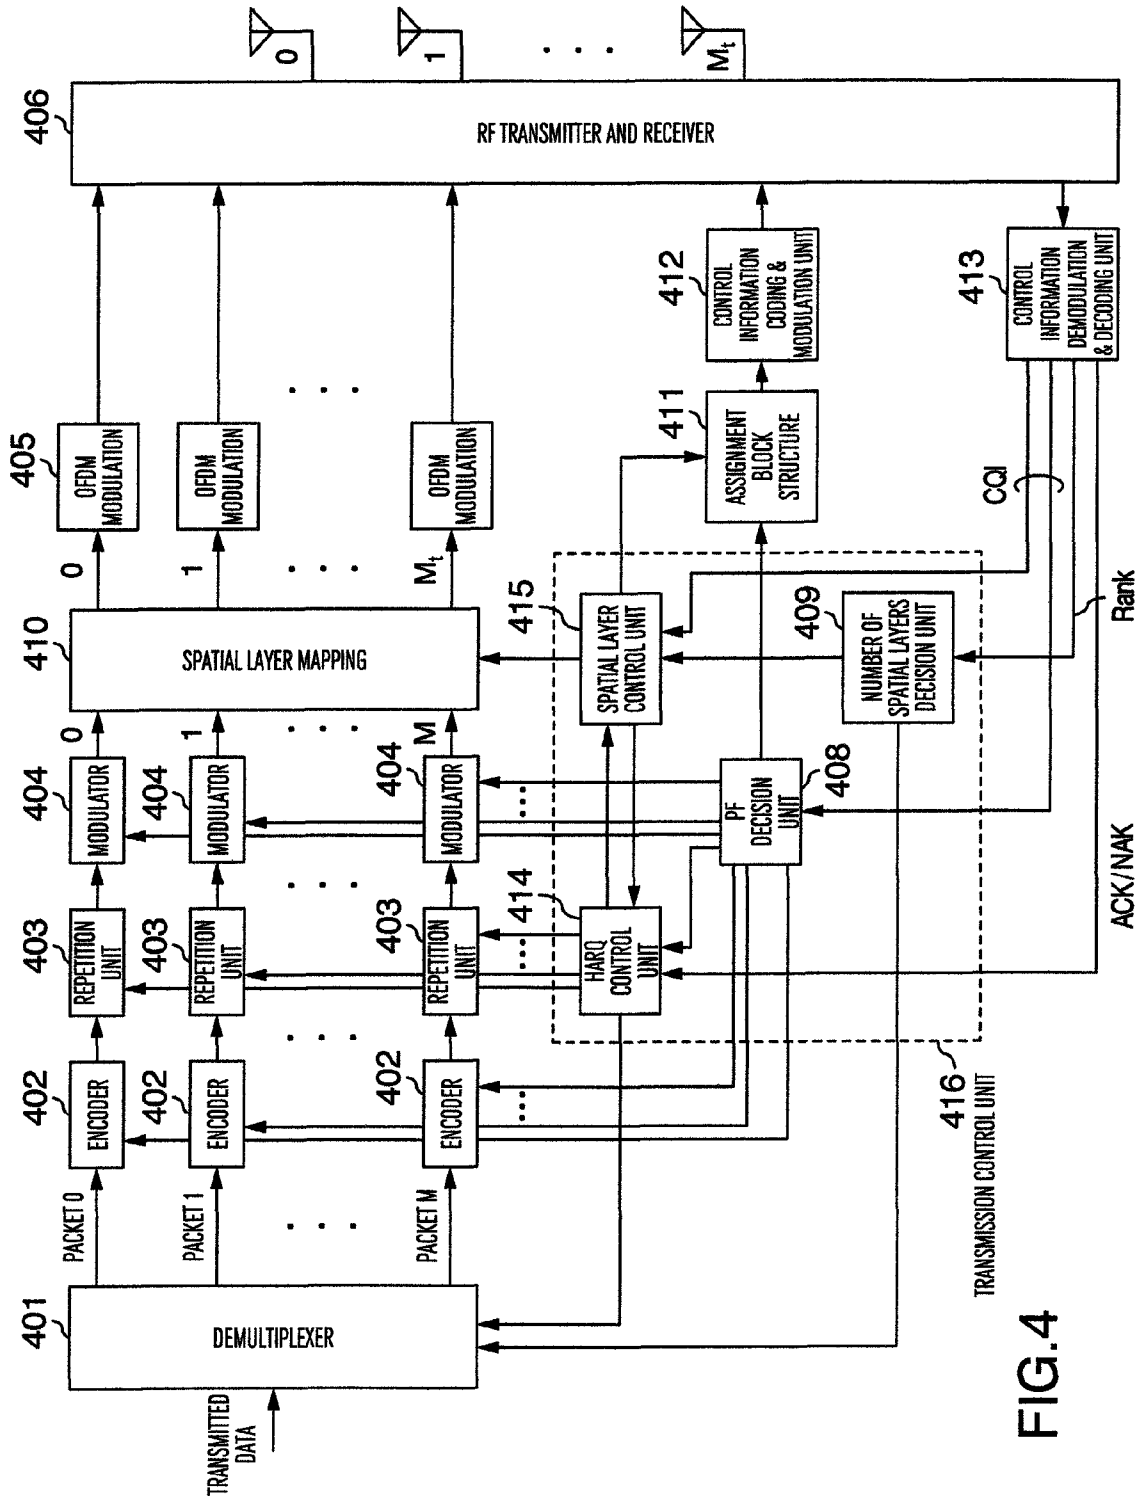 TRANSMITTED
DATA
401
DEMULTIPLEXER
PACKET 0
PACKET 1
. . .
PACKET M
402
ENCODER
402
ENCODER
. . .
402
ENCODER
403
REPETITION
UNIT
403
REPETITION
UNIT
. . .
403
REPETITION
UNIT
404
MODULATOR
404
MODULATOR
. . .
404
MODULATOR
0
1
. . .
M
410
SPATIAL LAYER MAPPING
0
1
. . .
Mt
405
OFDM
MODULATION
OFDM
MODULATION
. . .
OFDM
MODULATION
406
RF TRANSMITTER AND RECEIVER
0
1
. . .
Mt
414
HARQ
CONTROL
UNIT
415
SPATIAL LAYER
CONTROL UNIT
408
PF
DECISION
UNIT
409
NUMBER OF
SPATIAL LAYERS
DECISION UNIT
411
ASSIGNMENT
BLOCK
STRUCTURE
412
CONTROL
INFORMATION
CODING &
MODULATION UNIT
413
CONTROL
INFORMATION
DEMODULATION
& DECODING UNIT
CQI
Rank
ACK/NAK
416
TRANSMISSION CONTROL UNIT
FIG.4